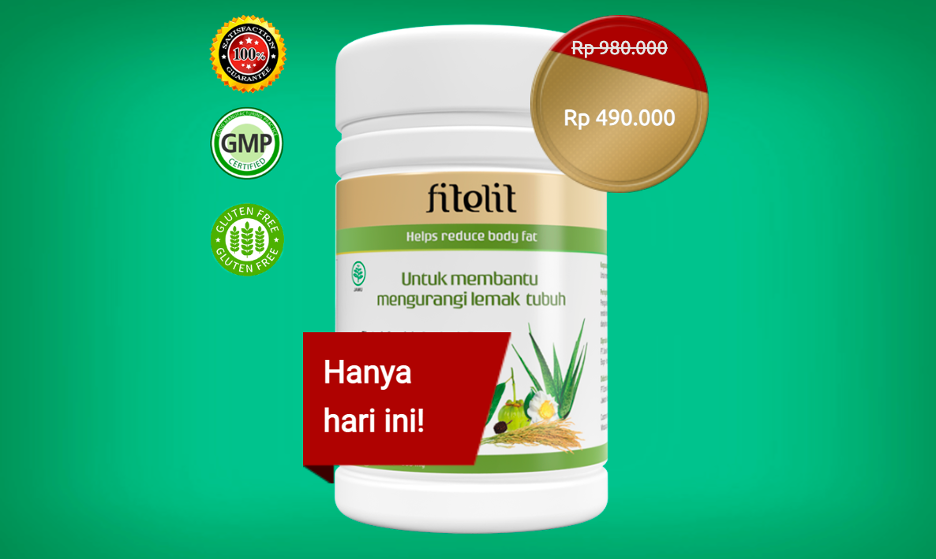 SATISFACTION
100%
GUARANTEE
GMP
CERTIFIED
GLUTEN FREE
GLUTEN FREE
Rp 980.000
Rp 490.000
fitolit
Helps reduce body fat
JAMU
Untuk membantu
mengurangi lemak tubuh
Hanya
hari ini!